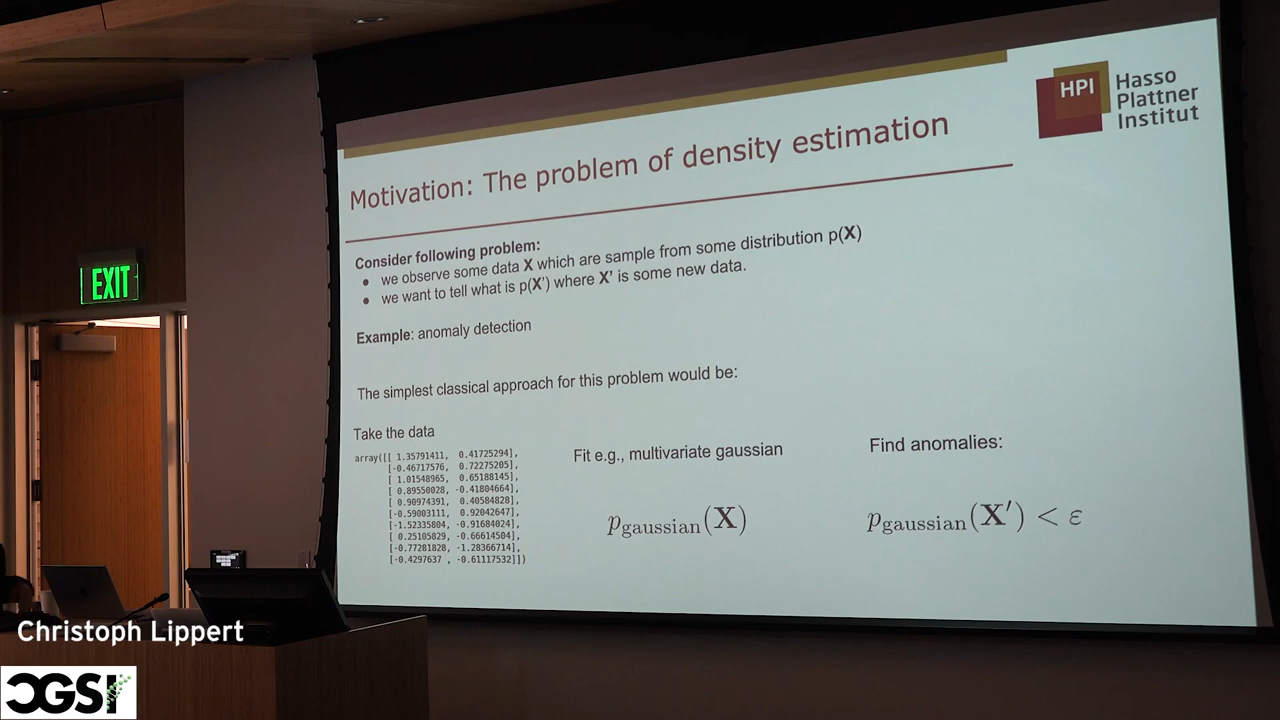 HPI Hasso
Plattner
Institut
Motivation: The problem of density estimation
Consider following problem:
● we observe some data X which are sample from some distribution p(X)
● we want to tell what is p(X') where X' is some new data.
EXIT
Example: anomaly detection
The simplest classical approach for this problem would be:
Take the data
array([[ 1.35791411, 0.41725294],
[-0.46717576, 0.72275205],
[ 1.01548965, 0.65188145],
[ 0.89550028, -0.41804664],
[ 0.90974391, 0.40584828],
[-0.59003111, 0.92042647],
[-1.52335804, -0.91684024],
[ 0.25105829, -0.66614504],
[-0.77281828, -1.28366714],
[-0.4297637 , -0.61117532]])
Fit e.g., multivariate gaussian
p_gaussian(X)
Find anomalies:
p_gaussian(X') < ε
Christoph Lippert
CGSI